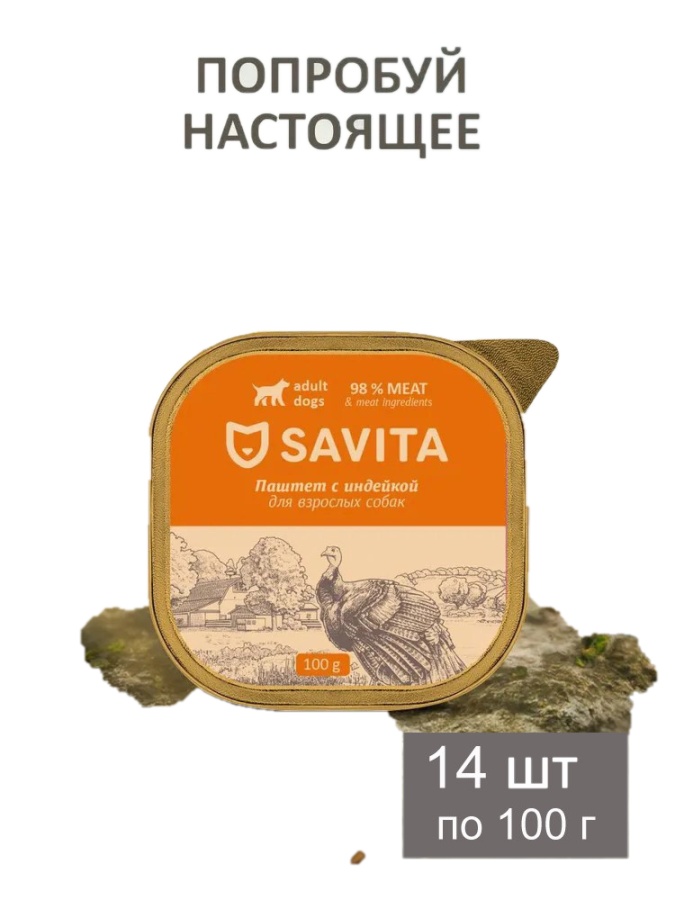 ПОПРОБУЙ
НАСТОЯЩЕЕ
adult
dogs
98 % MEAT
& meat ingredients
SAVITA
Паштет с индейкой
для взрослых собак
100 g
14 шт
по 100 г